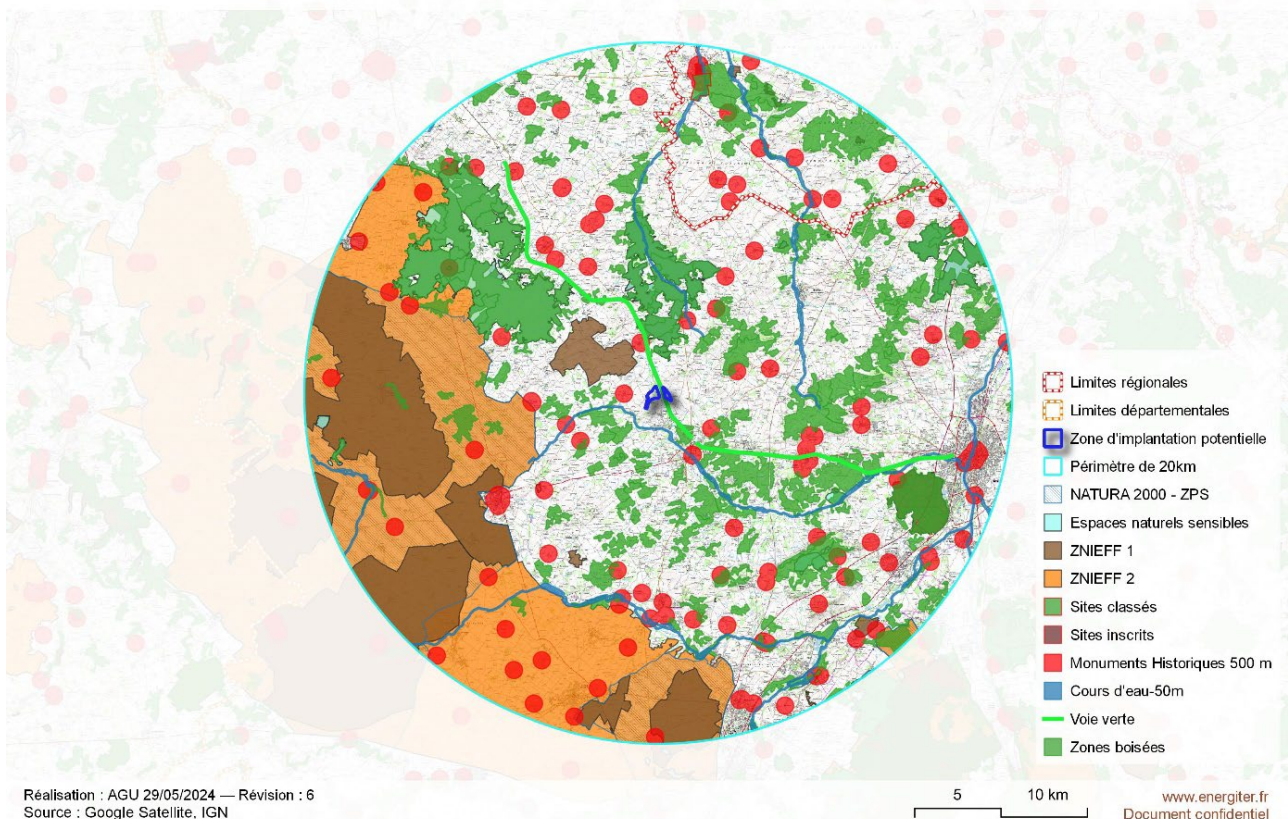 Limites régionales
Limites départementales
Zone d'implantation potentielle
Périmètre de 20km
NATURA 2000 - ZPS
Espaces naturels sensibles
ZNIEFF 1
ZNIEFF 2
Sites classés
Sites inscrits
Monuments Historiques 500 m
Cours d'eau-50m
Voie verte
Zones boisées
Réalisation : AGU 29/05/2024 — Révision : 6
Source : Google Satellite, IGN
5 10 km
www.energiter.fr
Document confidentiel